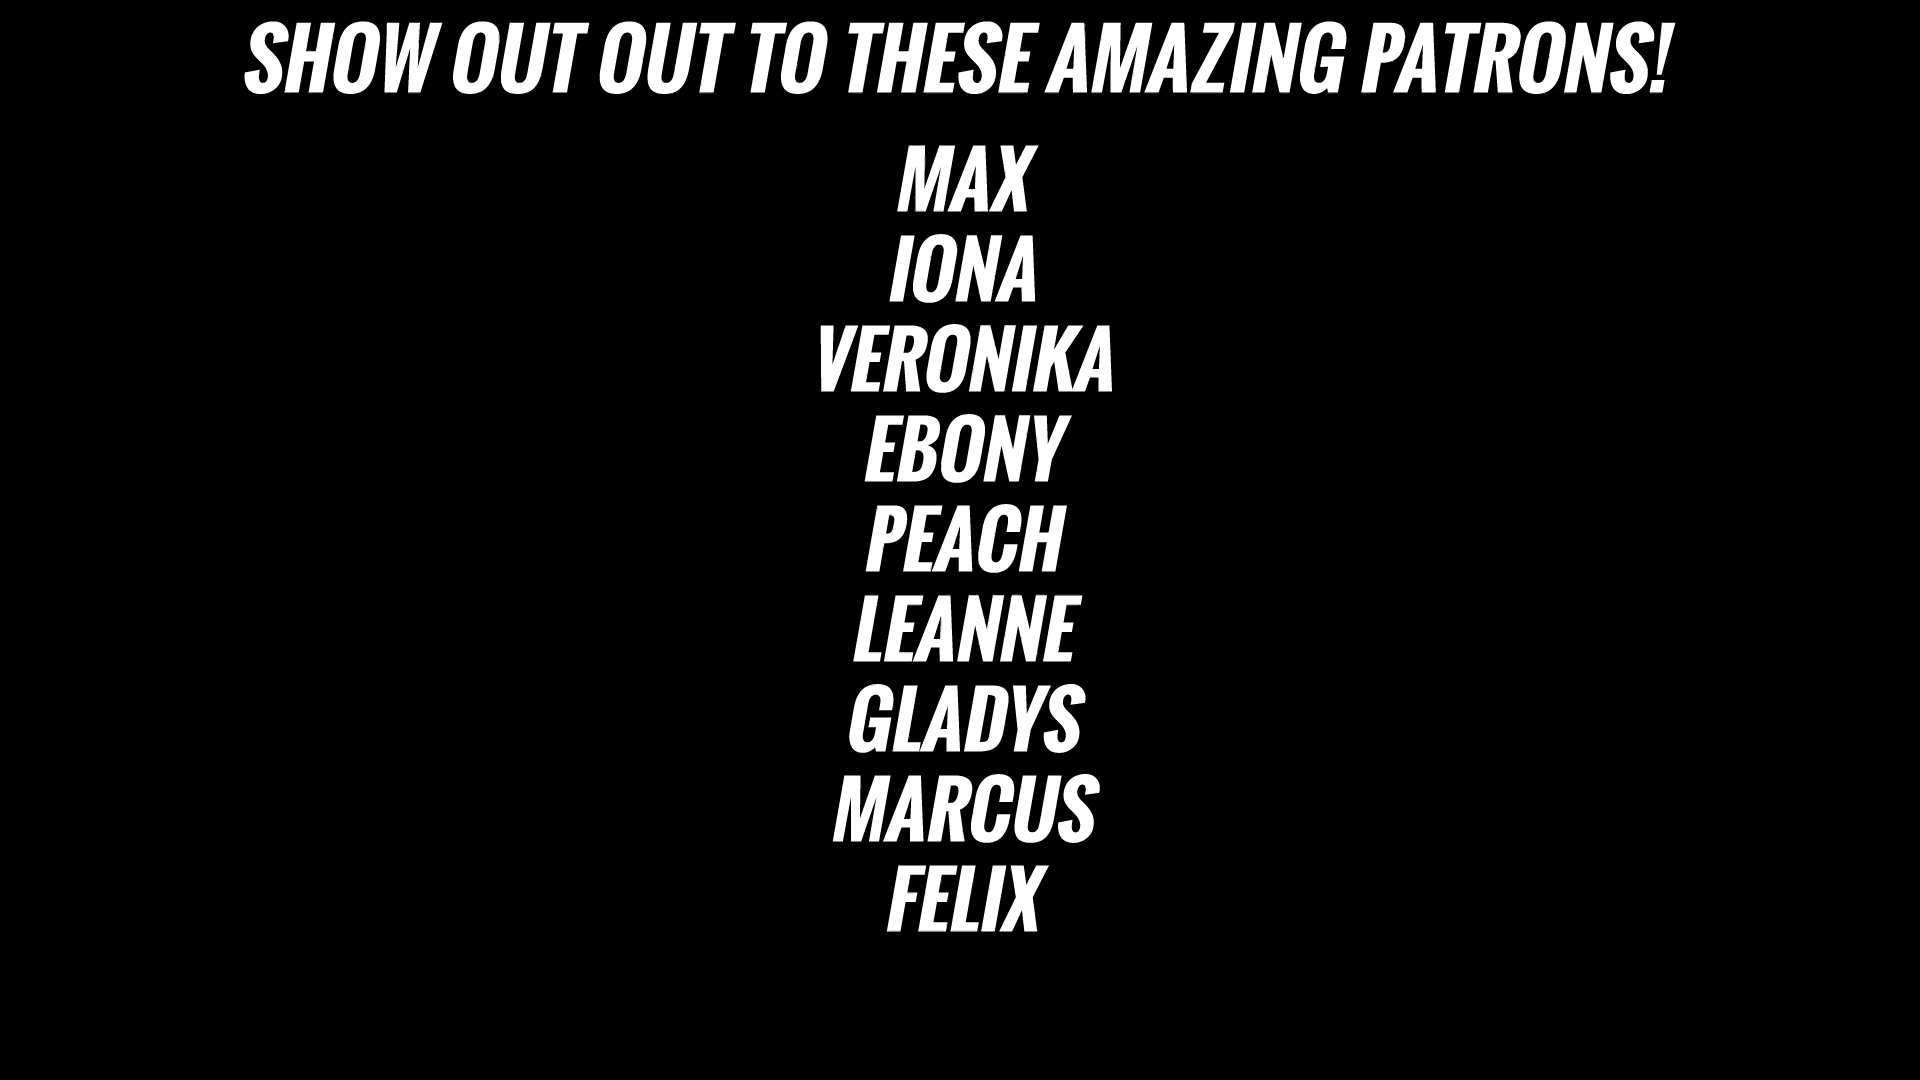 SHOW OUT OUT TO THESE AMAZING PATRONS!
MAX
IONA
VERONIKA
EBONY
PEACH
LEANNE
GLADYS
MARCUS
FELIX